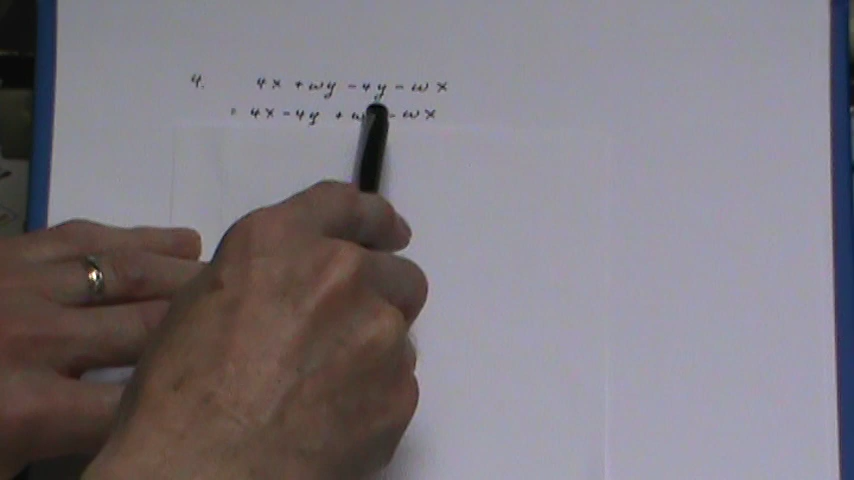 4. 4x + wy - 4y - wx
= 4x - 4y + w - wx